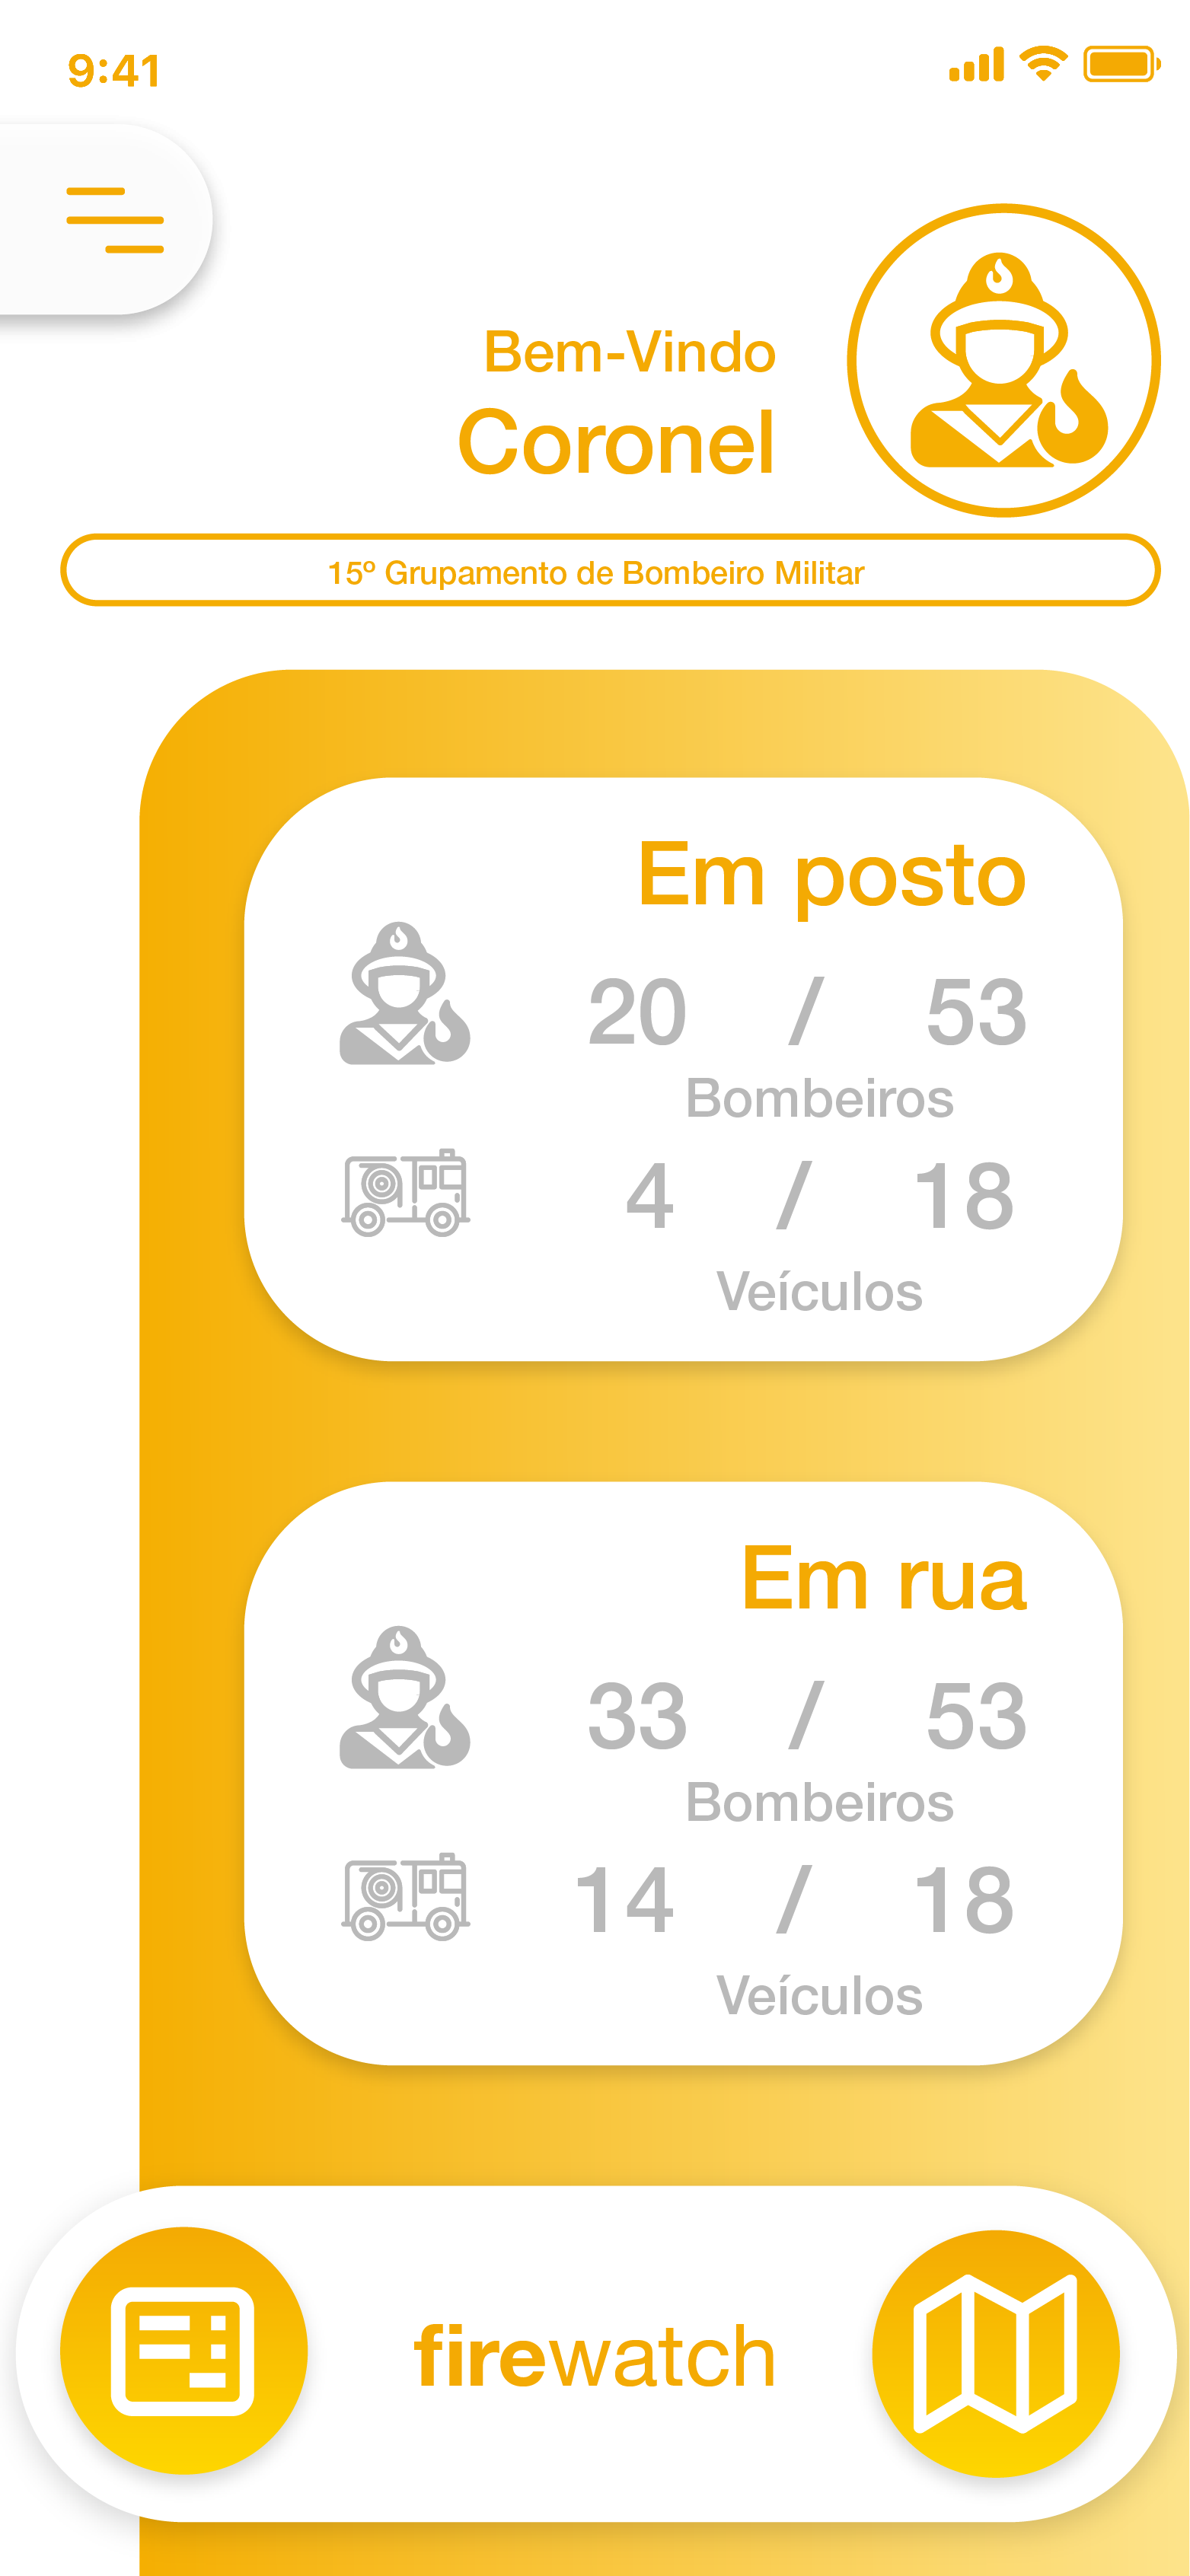 9:41
Bem-Vindo
Coronel
15º Grupamento de Bombeiro Militar
Em posto
20 / 53
Bombeiros
4 / 18
Veículos
Em rua
33 / 53
Bombeiros
14 / 18
Veículos
firewatch